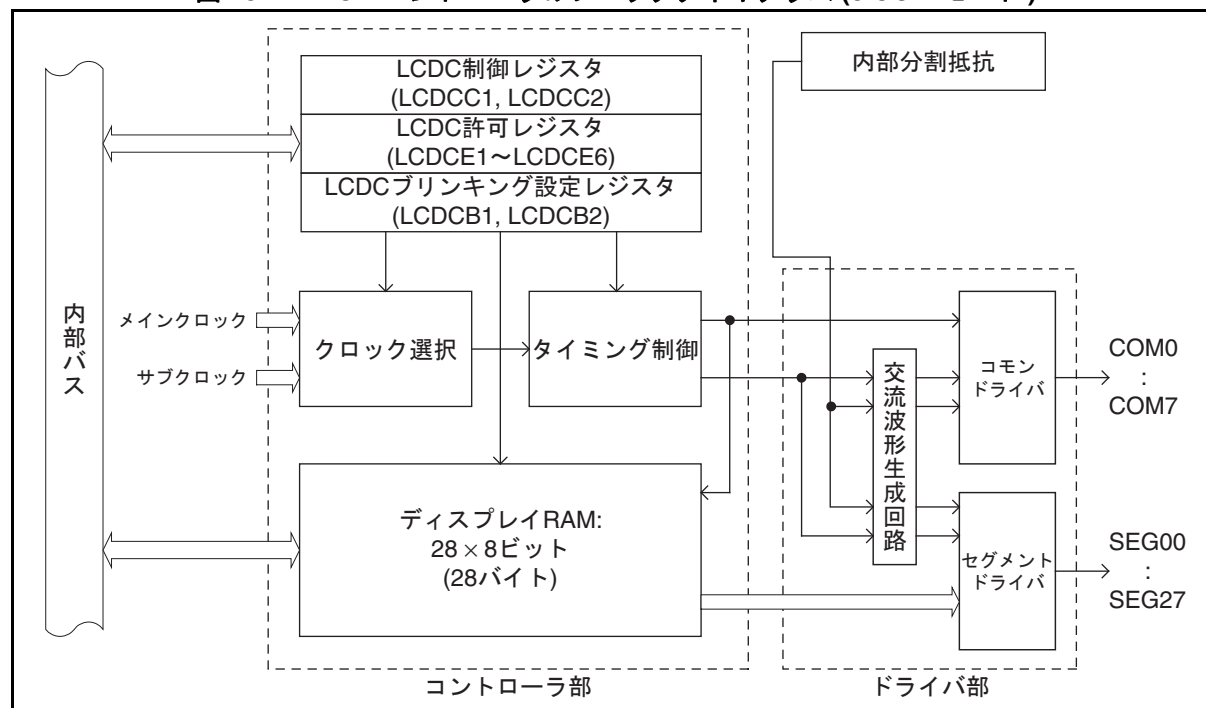 LCDC制御レジスタ
(LCDCC1, LCDCC2)
LCDC許可レジスタ
(LCDCE1～LCDCE6)
LCDCブリンキング設定レジスタ
(LCDCB1, LCDCB2)
内部分割抵抗
内部バス
メインクロック
サブクロック
クロック選択
タイミング制御
交流波形生成回路
コモン
ドライバ
COM0
:
COM7
ディスプレイRAM:
28 × 8ビット
(28バイト)
セグメント
ドライバ
SEG00
:
SEG27
コントローラ部
ドライバ部